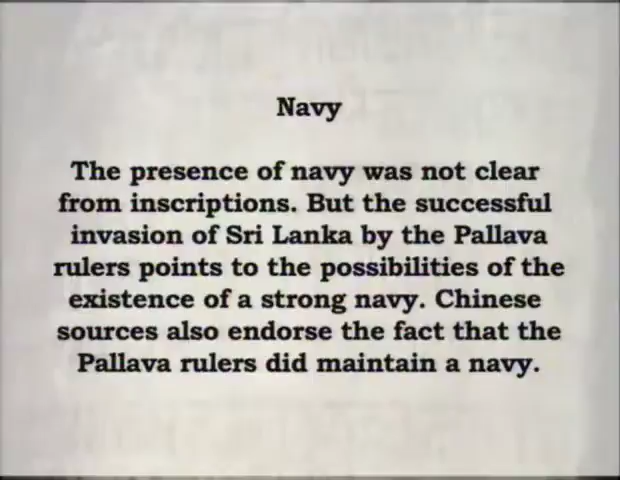 Navy
The presence of navy was not clear
from inscriptions. But the successful
invasion of Sri Lanka by the Pallava
rulers points to the possibilities of the
existence of a strong navy. Chinese
sources also endorse the fact that the
Pallava rulers did maintain a navy.